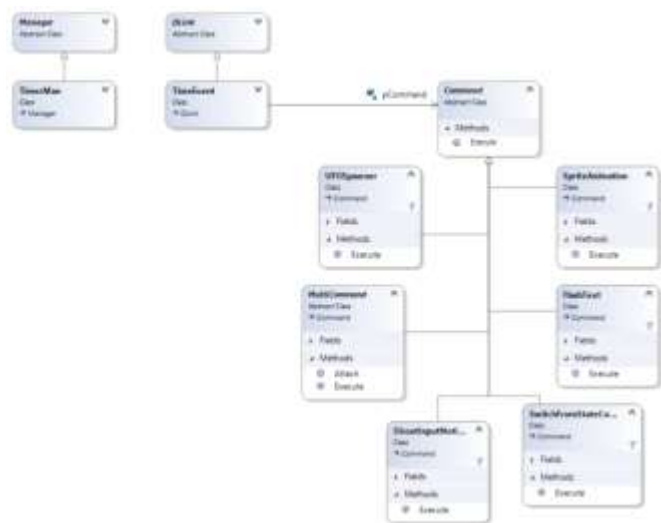 Manager
Abstract Class
DLink
Abstract Class
TimerMan
Class
Manager
TimeEvent
Class
DLink
pCommand
Command
Abstract Class
Methods
Execute
UFOSpawner
Class
Command
Fields
Methods
Execute
SpriteAnimation
Class
Command
Fields
Methods
Execute
MultiCommand
Abstract Class
Command
Fields
Methods
Attach
Execute
Class
Command
Fields
Methods
Execute
Class
Command
Fields
Methods
Execute
Class
Command
Fields
Methods
Execute